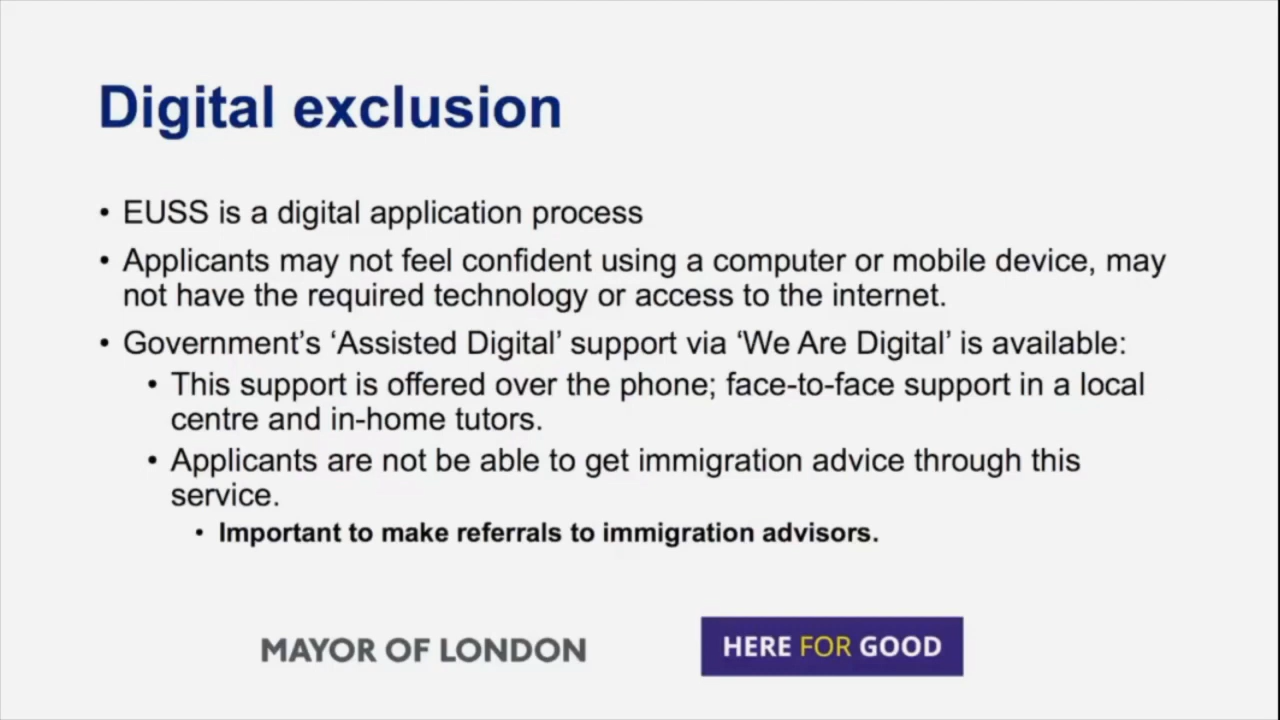 Digital exclusion
• EUSS is a digital application process
• Applicants may not feel confident using a computer or mobile device, may
not have the required technology or access to the internet.
• Government’s ‘Assisted Digital’ support via ‘We Are Digital’ is available:
• This support is offered over the phone; face-to-face support in a local
centre and in-home tutors.
• Applicants are not be able to get immigration advice through this
service.
• Important to make referrals to immigration advisors.
MAYOR OF LONDON
HERE FOR GOOD